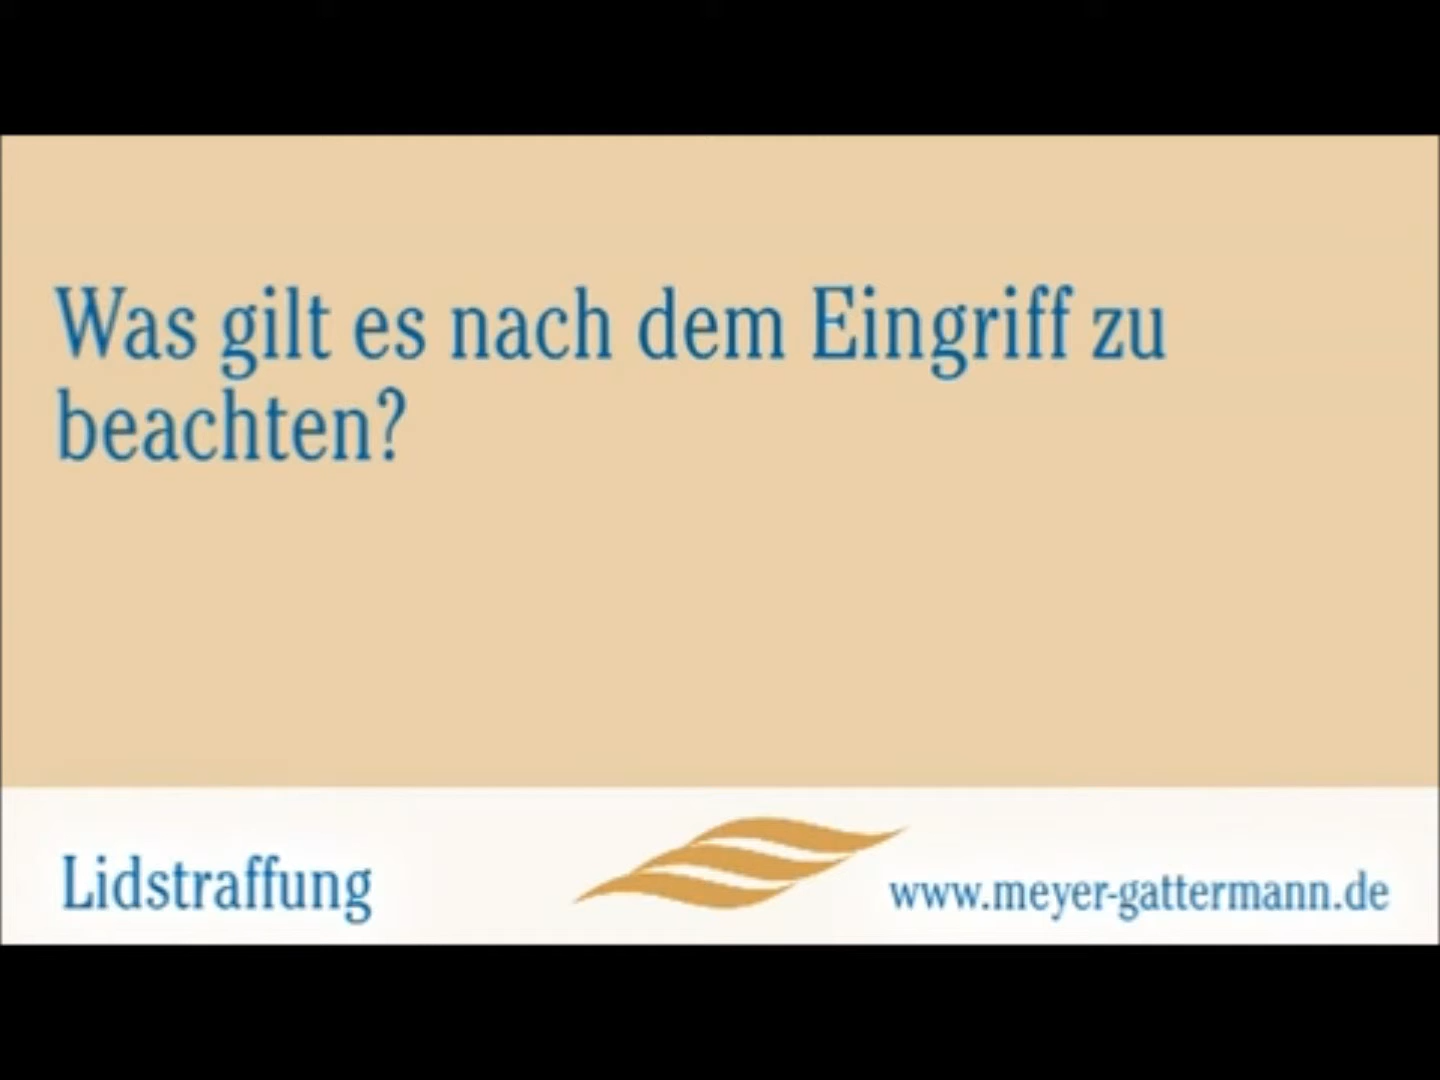 Was gilt es nach dem Eingriff zu
beachten?
Lidstraffung
www.meyer-gattermann.de